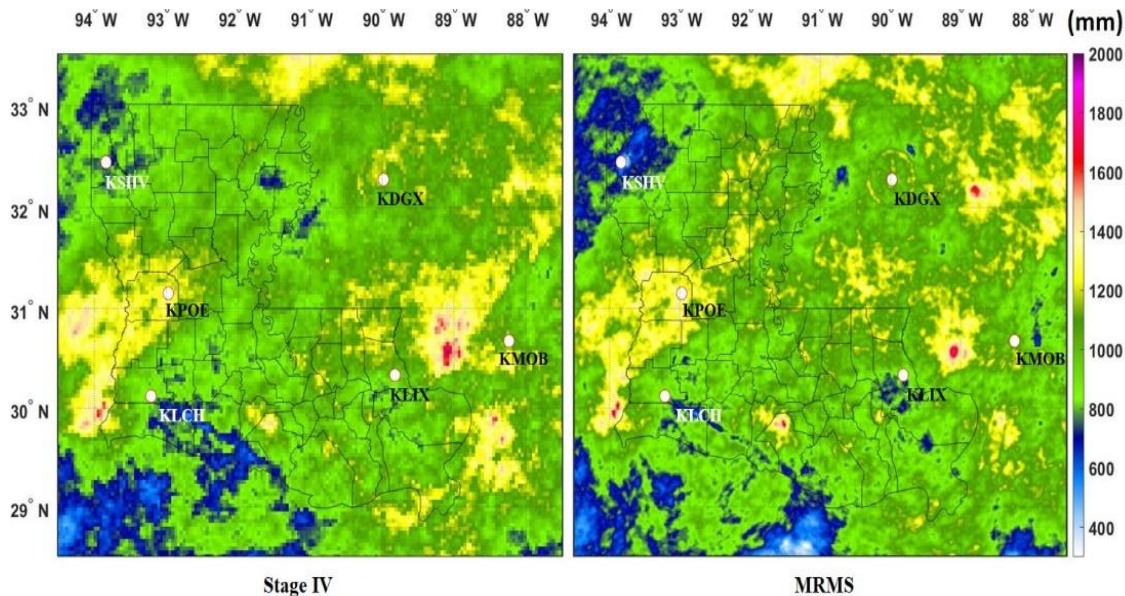 94° W 93° W 92° W 91° W 90° W 89° W 88° W 94° W 93° W 92° W 91° W 90° W 89° W 88° W (mm)
33° N
32° N
31° N
30° N
29° N
KSHV
KDGX
KPOE
KMOB
KLIX
KLCH
KSHV
KDGX
KPOE
KMOB
KLIX
KLCH
2000
1800
1600
1400
1200
1000
800
600
400
Stage IV MRMS